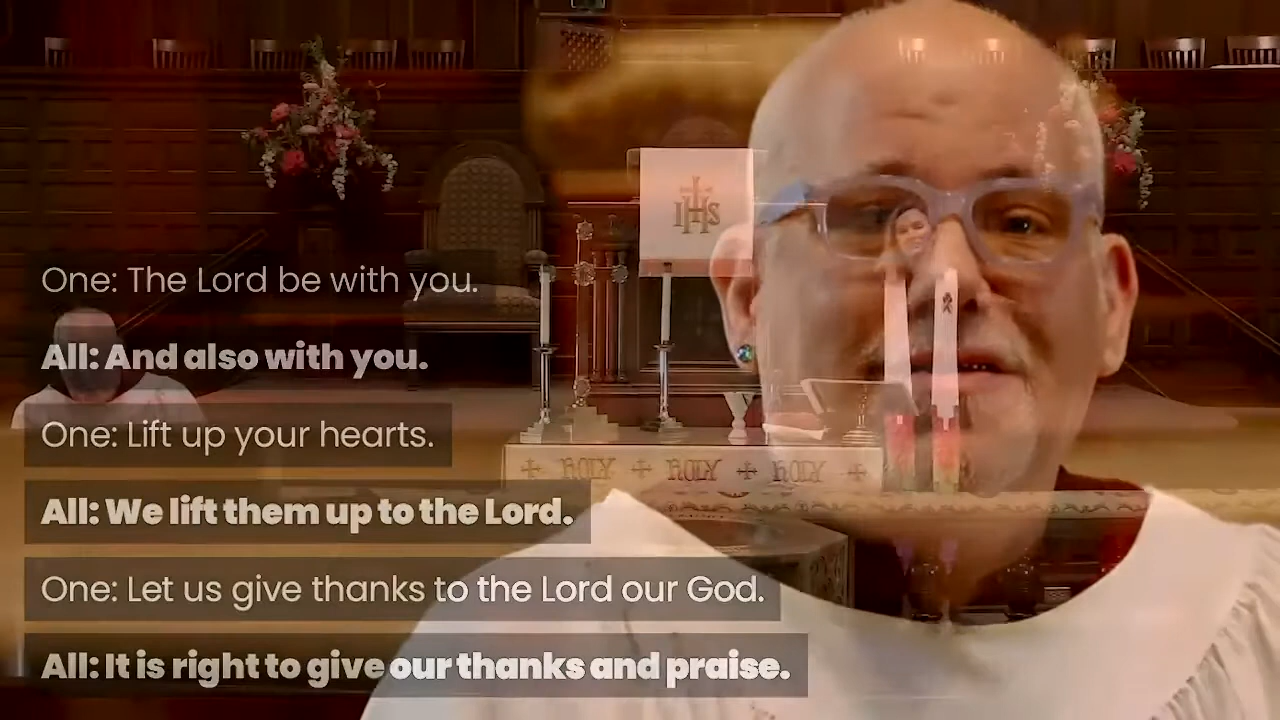 IHS
One: The Lord be with you.
All: And also with you.
One: Lift up your hearts.
HOLY HOLY HOLY
All: We lift them up to the Lord.
One: Let us give thanks to the Lord our God.
All: It is right to give our thanks and praise.